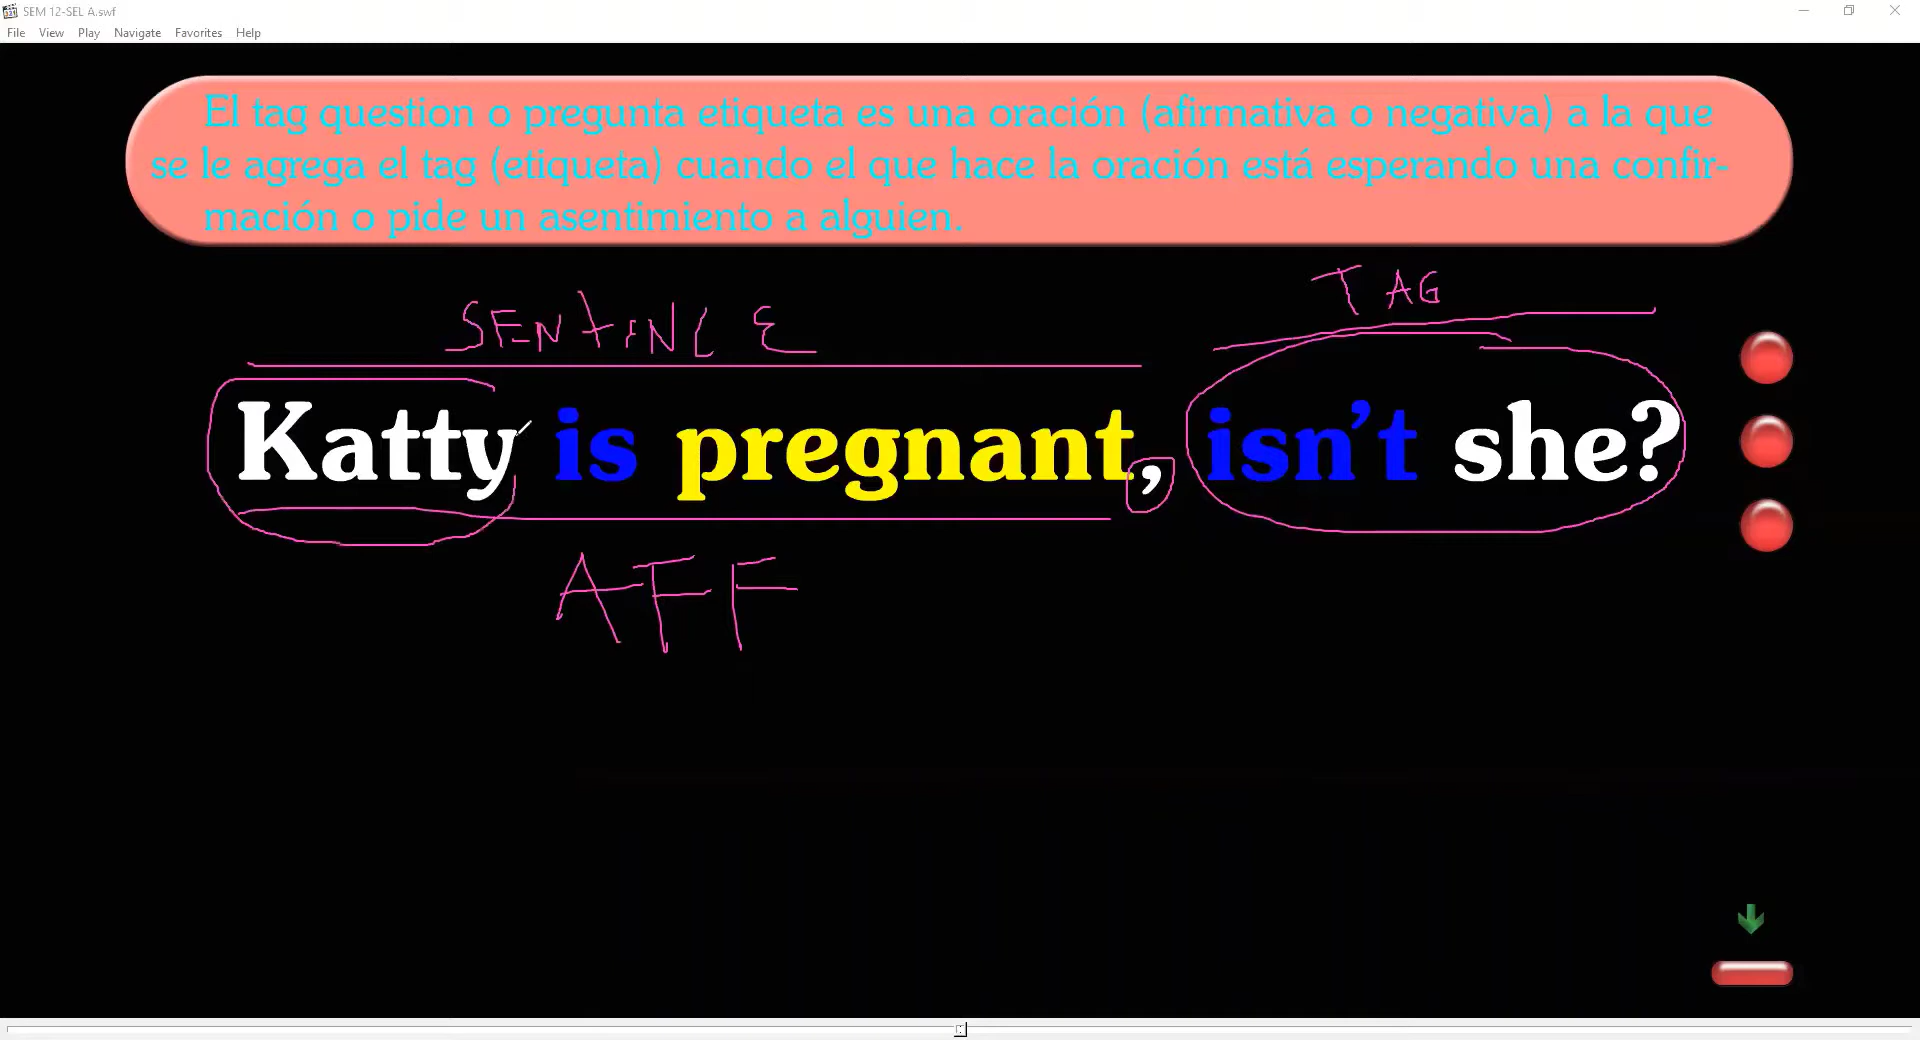 SEM 12-SEL A.swf
File View Play Navigate Favorites Help
El tag question o pregunta etiqueta es una oración (afirmativa o negativa) a la que
se le agrega el tag (etiqueta) cuando el que hace la oración está esperando una confir-
mación o pide un asentimiento a alguien.
SENTENCE TAG
Katty is pregnant, isn't she?
AFF